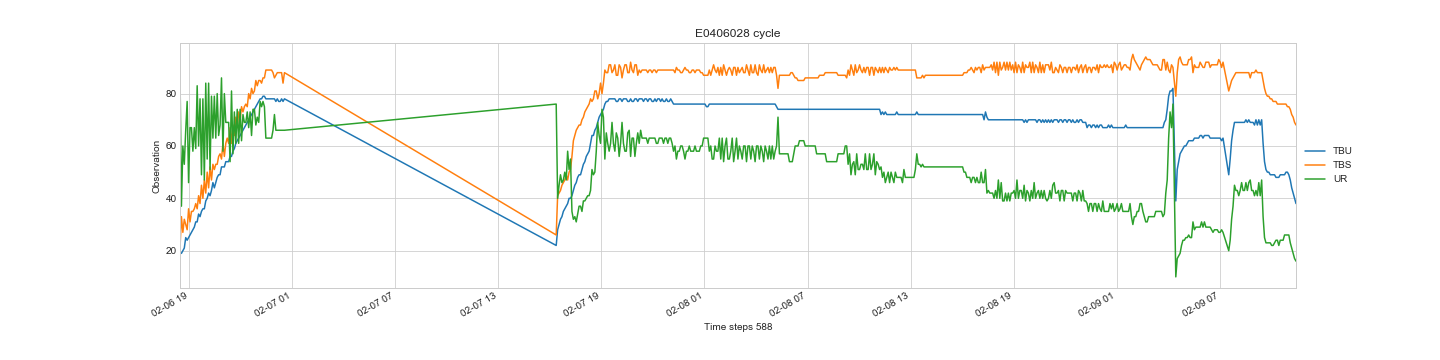 E0406028 cycle
Observation
80
60
40
20
02-06 19
02-07 01
02-07 07
02-07 13
02-07 19
02-08 01
02-08 07
02-08 13
02-08 19
02-09 01
02-09 07
Time steps 588
TBU
TBS
UR